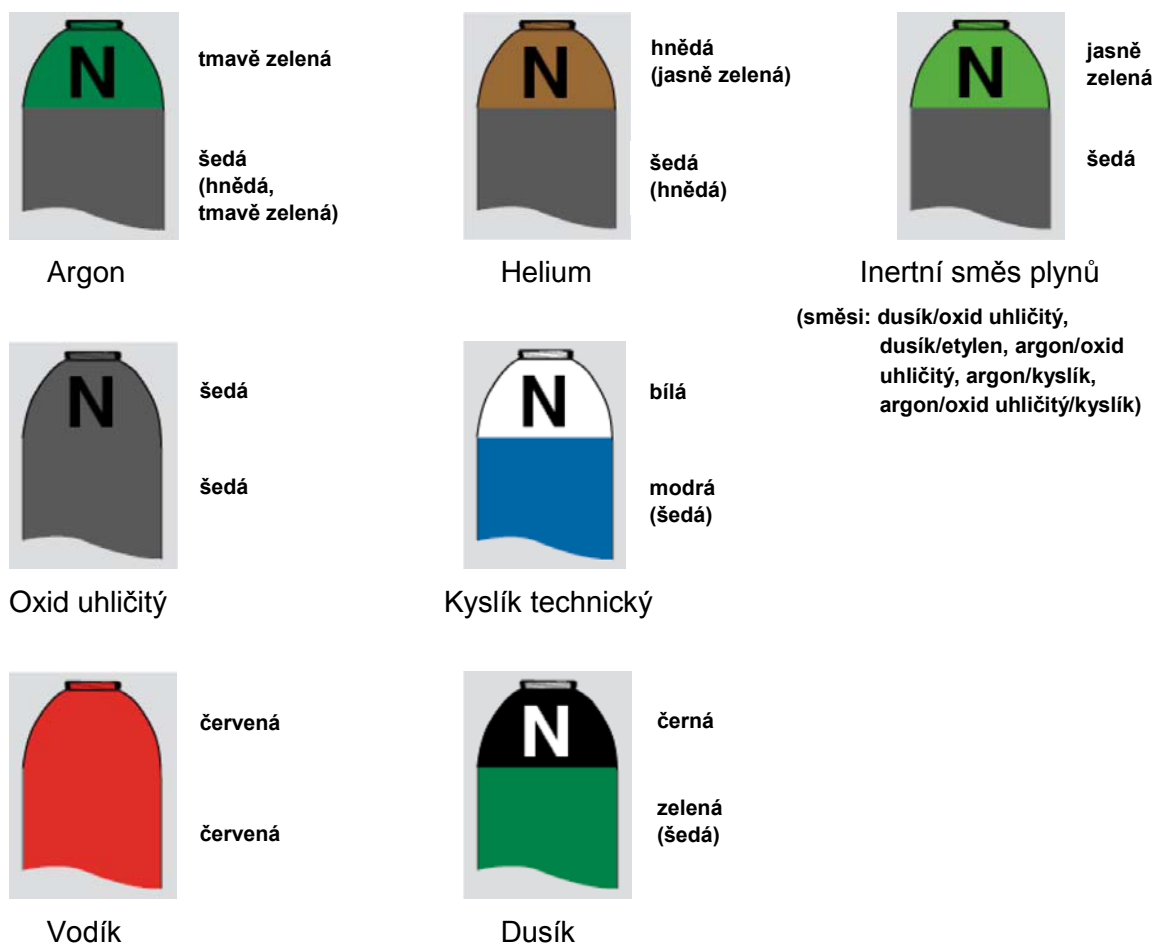 N
tmavě zelená
šedá
(hnědá,
tmavě zelená)
Argon
N
hnědá
(jasně zelená)
šedá
(hnědá)
Helium
N
jasně
zelená
šedá
Inertní směs plynů
(směsi: dusík/oxid uhličitý,
dusík/etylen, argon/oxid
uhličitý, argon/kyslík,
argon/oxid uhličitý/kyslík)
N
šedá
šedá
Oxid uhličitý
N
bílá
modrá
(šedá)
Kyslík technický
červená
červená
Vodík
N
černá
zelená
(šedá)
Dusík